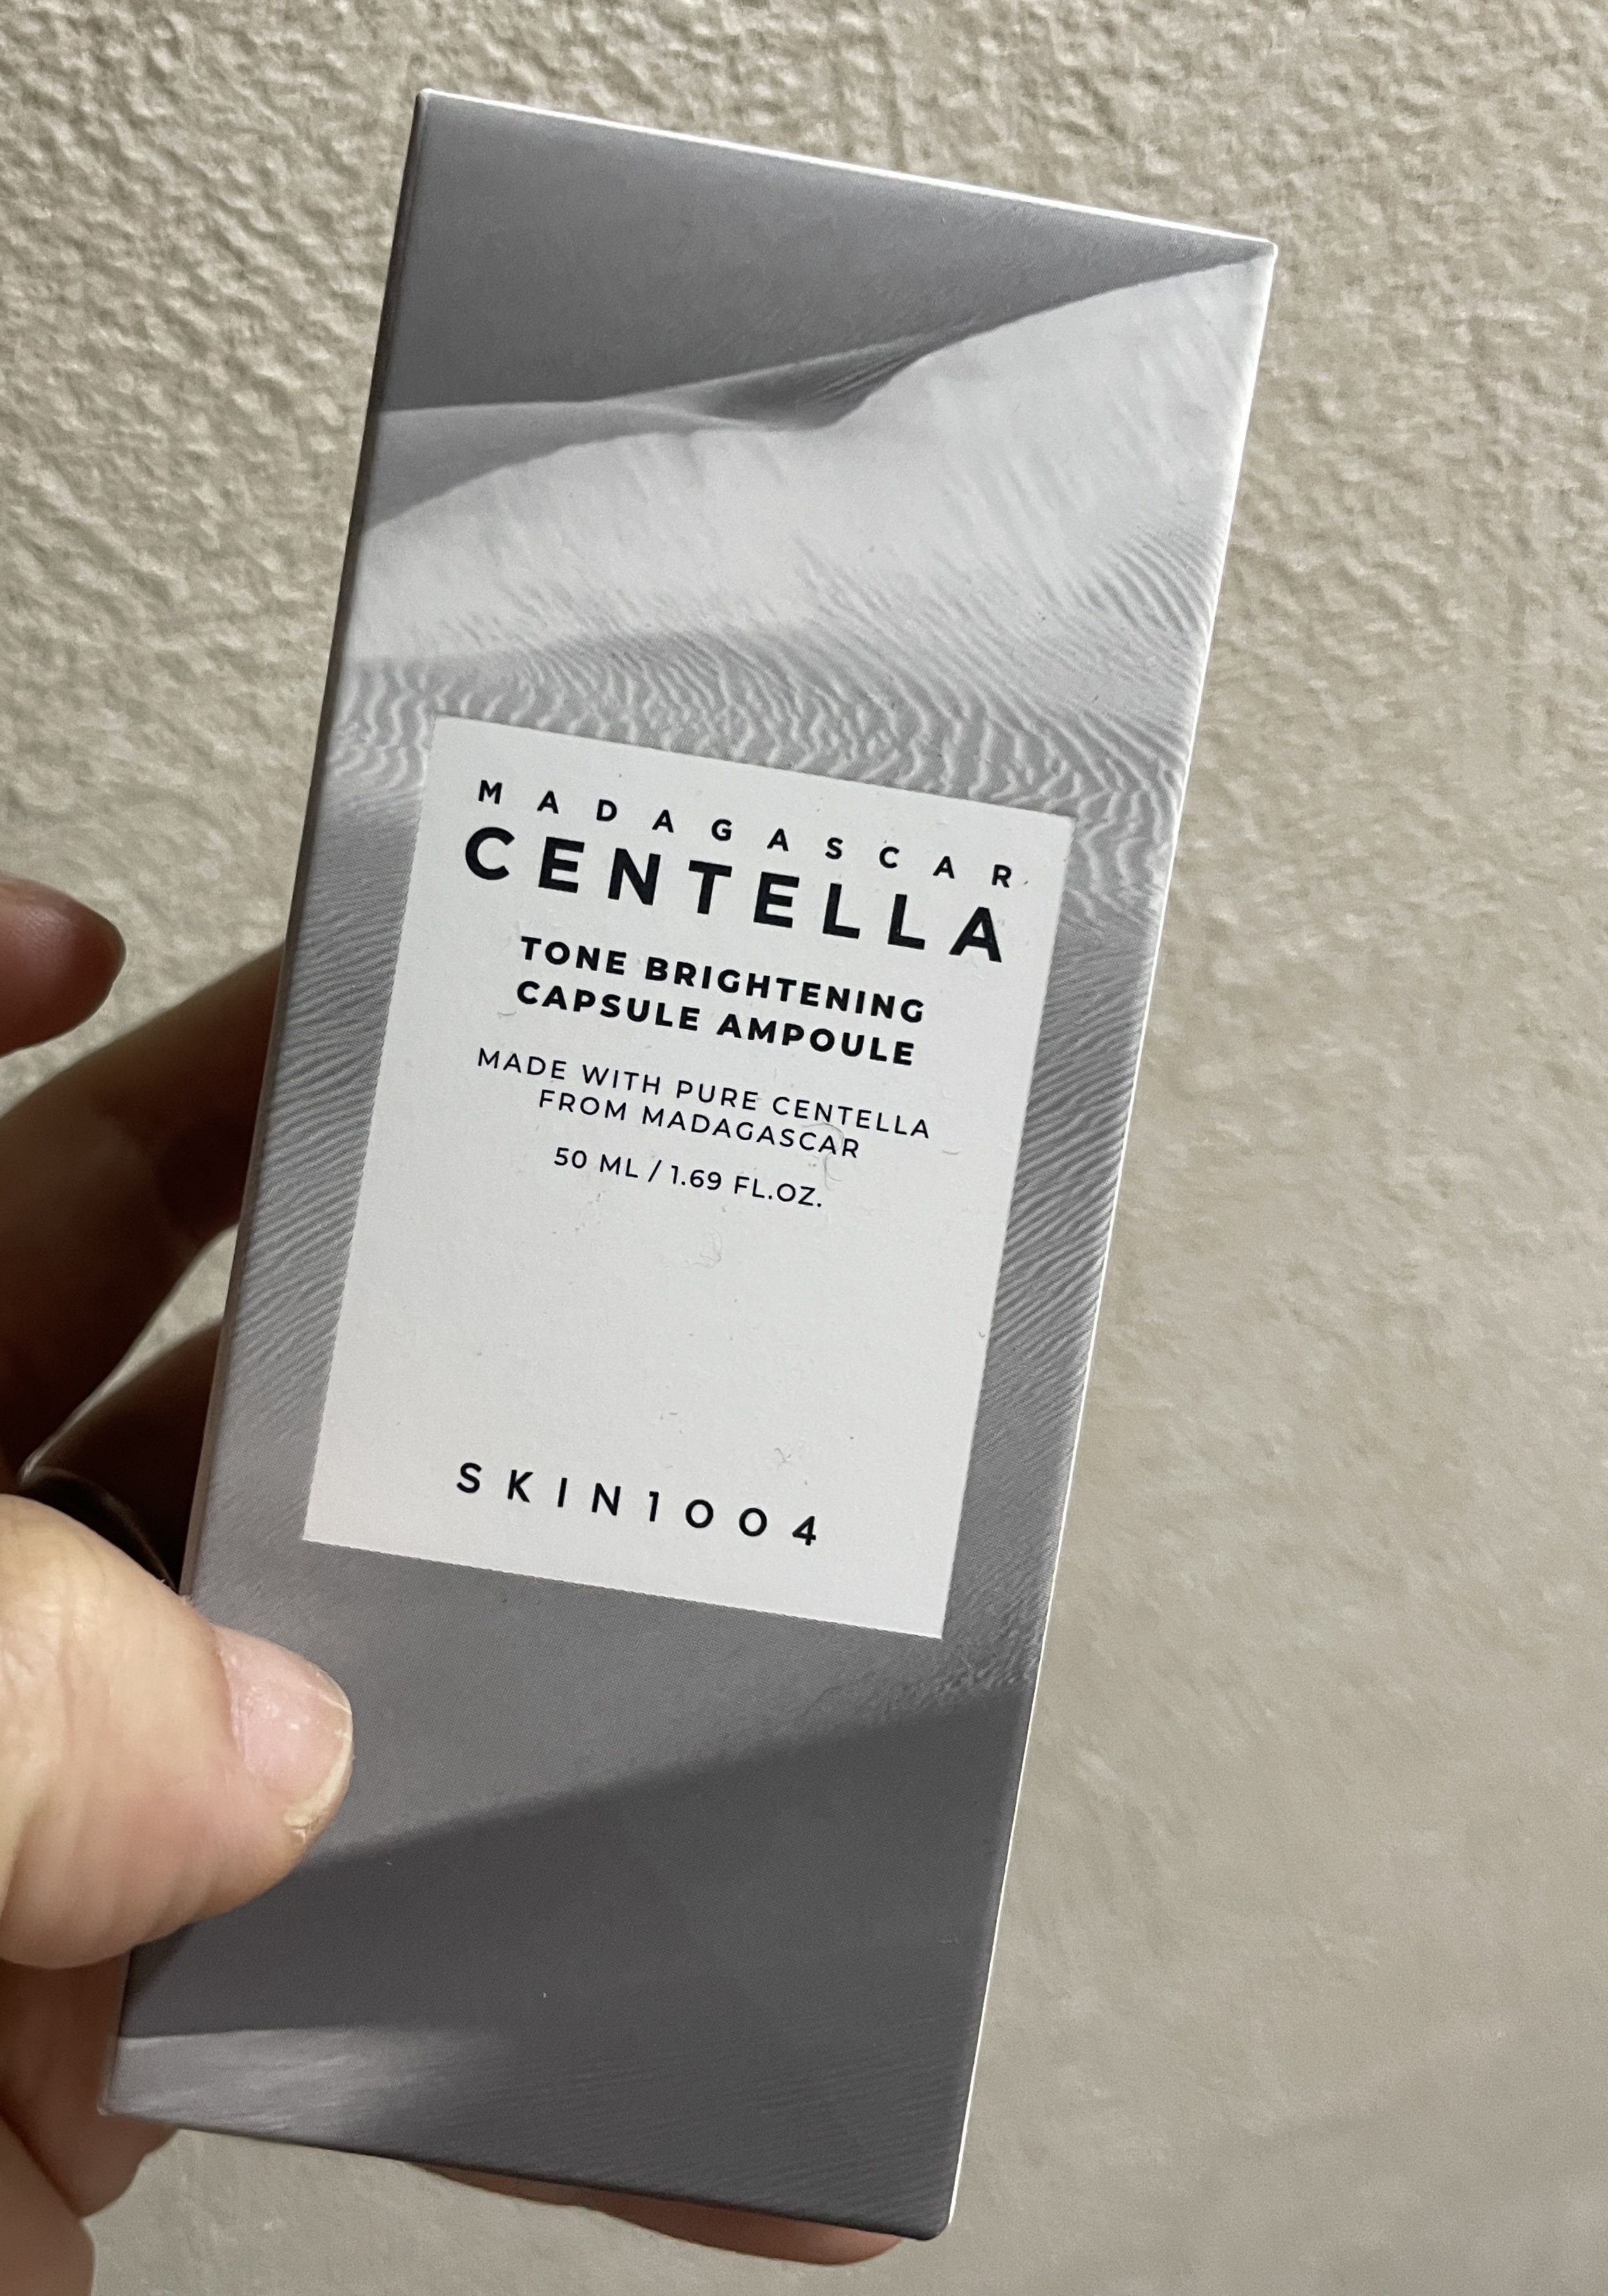 MADAGASCAR
CENTELLA
TONE BRIGHTENING
CAPSULE AMPOULE
MADE WITH PURE CENTELLA
FROM MADAGASCAR
50 ML / 1.69 FL.OZ.
SKIN1004